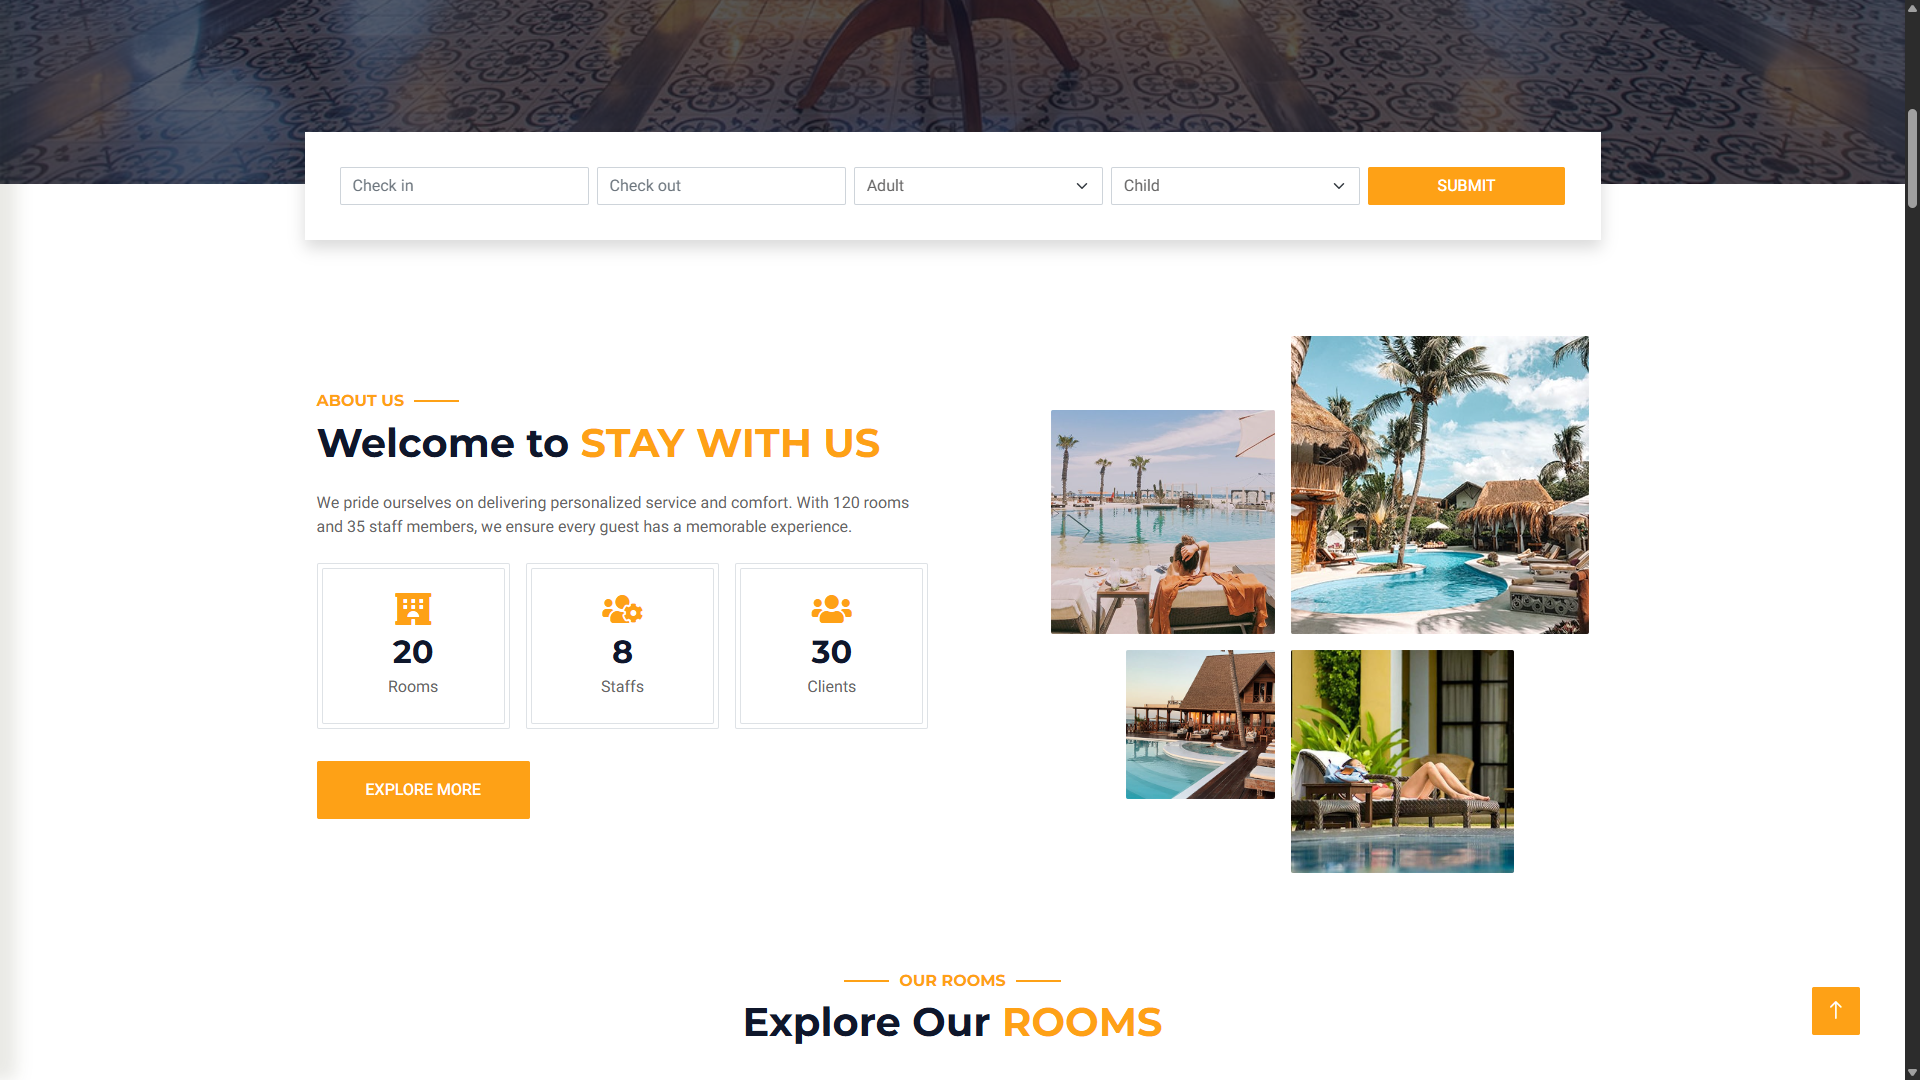 Check in
Check out
Adult
Child
SUBMIT
ABOUT US
Welcome to STAY WITH US
We pride ourselves on delivering personalized service and comfort. With 120 rooms
and 35 staff members, we ensure every guest has a memorable experience.
20
Rooms
8
Staffs
30
Clients
EXPLORE MORE
OUR ROOMS
Explore Our ROOMS